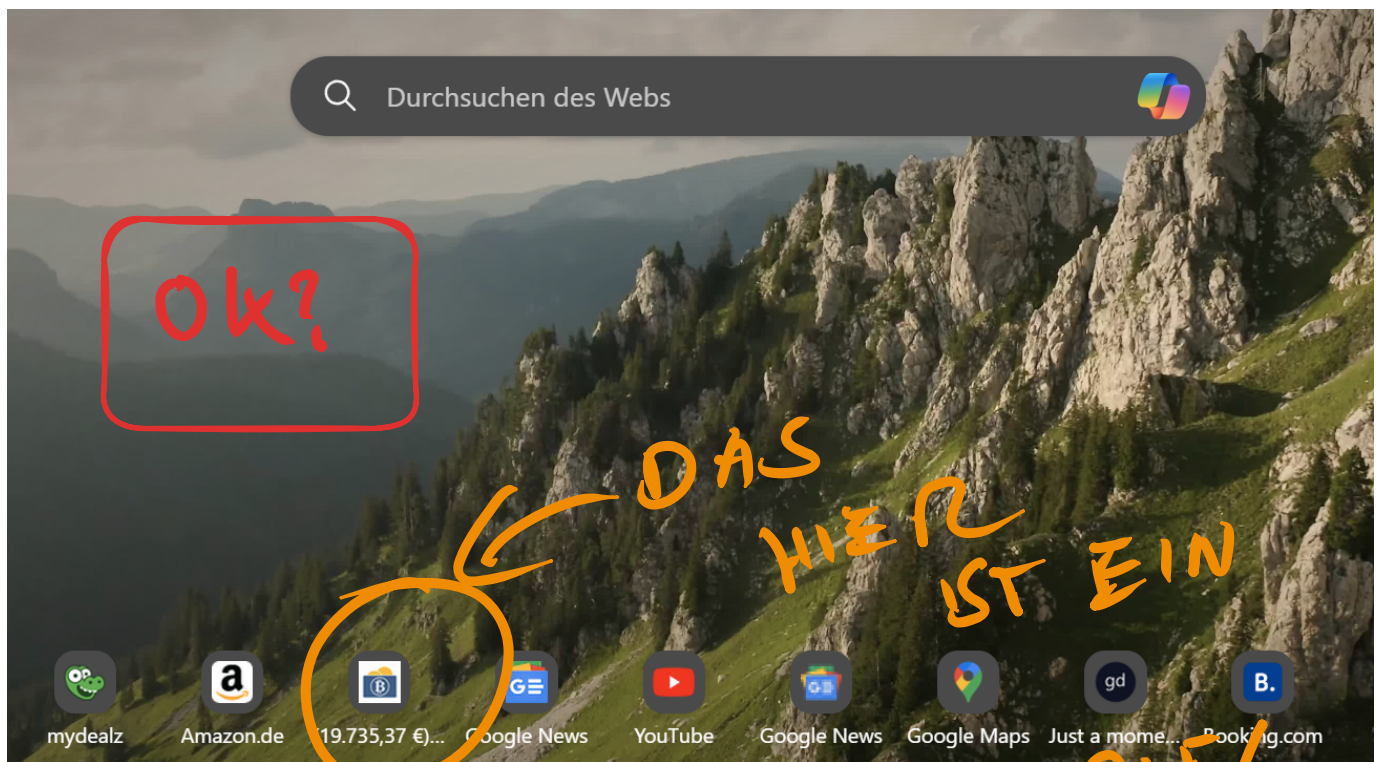 Durchsuchen des Webs
Ok?
DAS
HIER
IST EIN
a
B
G
G
gd
B.
mydealz
Amazon.de
(19.735,37 €)...
Google News
YouTube
Google News
Google Maps
Just a mome...
Booking.com